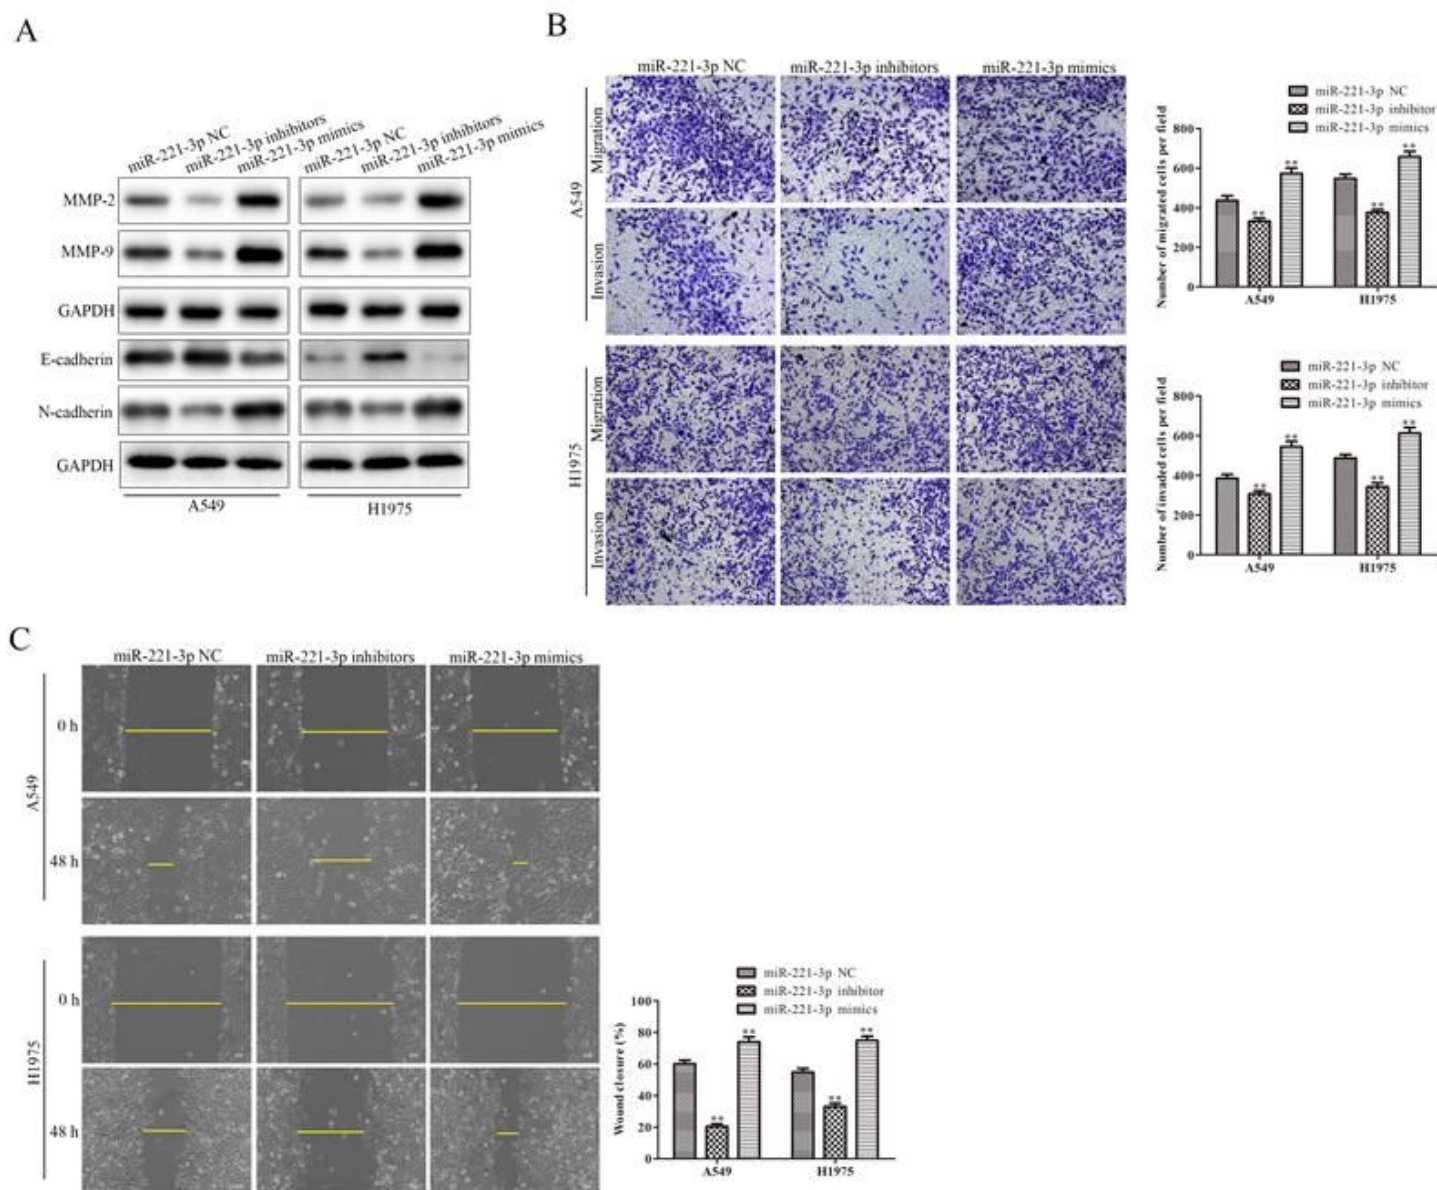 A
miR-221-3p NC
miR-221-3p inhibitors
miR-221-3p mimics
miR-221-3p NC
miR-221-3p inhibitors
miR-221-3p mimics
MMP-2
MMP-9
GAPDH
E-cadherin
N-cadherin
GAPDH
A549
H1975
B
miR-221-3p NC
miR-221-3p inhibitors
miR-221-3p mimics
A549
Migration
Invasion
H1975
Migration
Invasion
miR-221-3p NC
miR-221-3p inhibitor
miR-221-3p mimics
Number of migrated cells per field
800
600
400
200
0
**
**
**
**
A549
H1975
miR-221-3p NC
miR-221-3p inhibitor
miR-221-3p mimics
Number of invaded cells per field
800
600
400
200
0
**
**
**
**
A549
H1975
C
miR-221-3p NC
miR-221-3p inhibitors
miR-221-3p mimics
A549
0 h
48 h
H1975
0 h
48 h
miR-221-3p NC
miR-221-3p inhibitor
miR-221-3p mimics
Wound closure (%)
100
80
60
40
20
0
**
**
**
**
A549
H1975